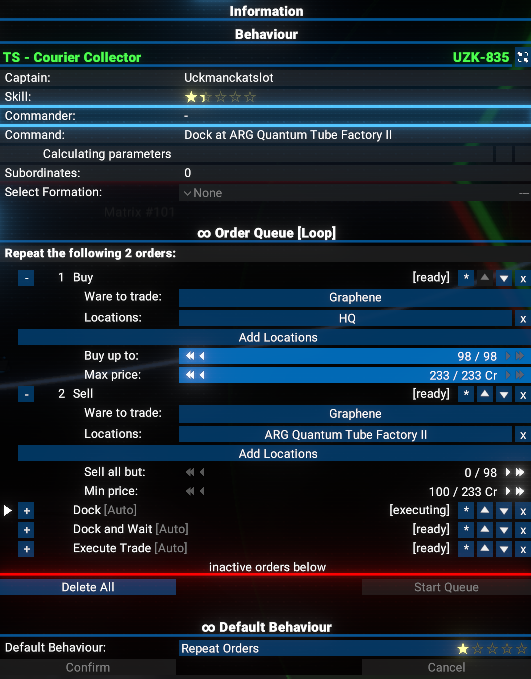 Information
Behaviour
TS - Courier Collector UZK-835
Captain: Uckmanckatslot
Skill:
Commander: -
Command: Dock at ARG Quantum Tube Factory II
Calculating parameters
Subordinates: 0
Select Formation: None
Matrix #101
∞ Order Queue [Loop]
Repeat the following 2 orders:
- 1 Buy [ready] * x
Ware to trade: Graphene
Locations: HQ x
Add Locations
Buy up to: 98 / 98
Max price: 233 / 233 Cr
- 2 Sell [ready] * x
Ware to trade: Graphene
Locations: ARG Quantum Tube Factory II x
Add Locations
Sell all but: 0 / 98
Min price: 100 / 233 Cr
+ Dock [Auto] [executing] * x
+ Dock and Wait [Auto] [ready] * x
+ Execute Trade [Auto] [ready] * x
inactive orders below
Delete All Start Queue
∞ Default Behaviour
Default Behaviour: Repeat Orders
Confirm Cancel